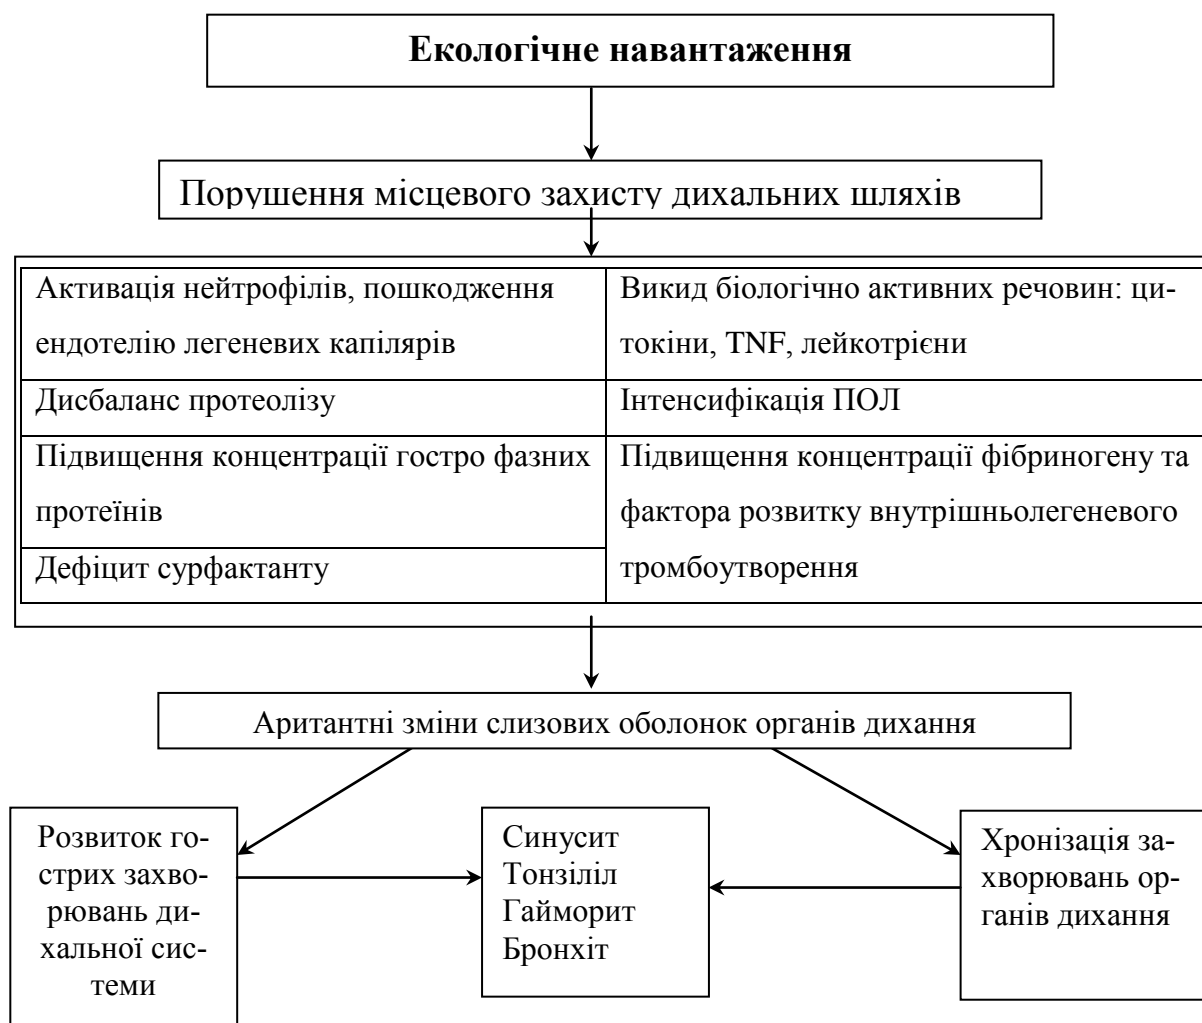 Екологічне навантаження
Порушення місцевого захисту дихальних шляхів
Активація нейтрофілів, пошкодження
ендотелію легеневих капілярів
Викид біологічно активних речовин: ци-
токіни, TNF, лейкотрієни
Дисбаланс протеолізу
Інтенсифікація ПОЛ
Підвищення концентрації гостро фазних
протеїнів
Підвищення концентрації фібриногену та
фактора розвитку внутрішньолегеневого
тромбоутворення
Дефіцит сурфактанту
Аритантні зміни слизових оболонок органів дихання
Розвиток го-
стрих захво-
рювань ди-
хальної сис-
теми
Синусит
Тонзіліл
Гайморит
Бронхіт
Хронізація за-
хворювань ор-
ганів дихання